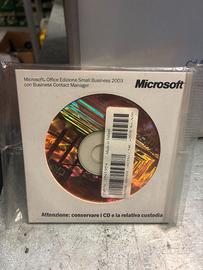 Microsoft® Office Edizione Small Business 2003
con Business Contact Manager
Microsoft®
Attenzione: conservare i CD e la relativa custodia